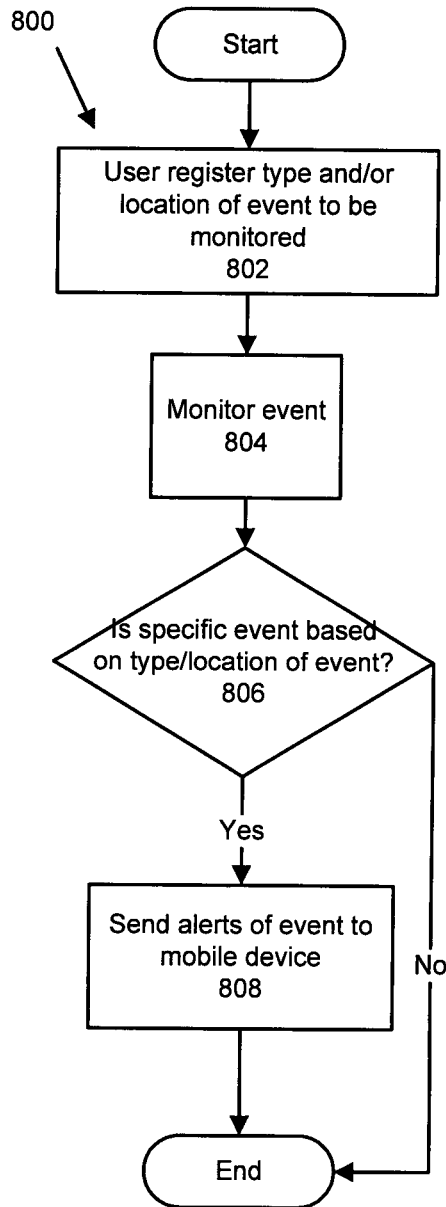 800
Start
User register type and/or
location of event to be
monitored
802
Monitor event
804
Is specific event based
on type/location of event?
806
Yes
Send alerts of event to
mobile device
808
No
End